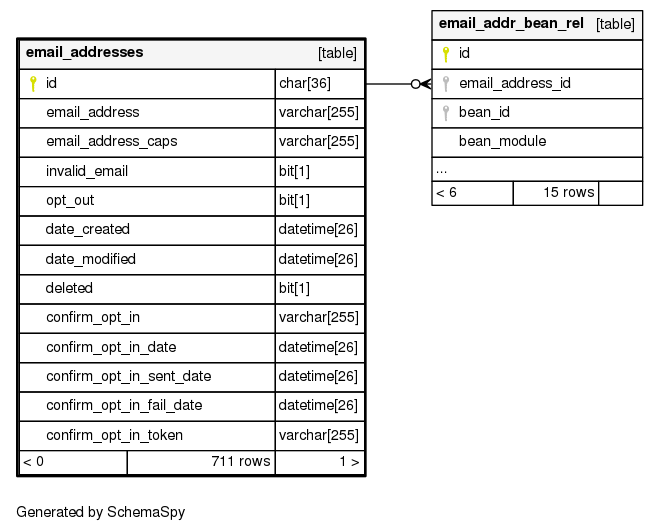 email_addresses [table]
id char[36]
email_address varchar[255]
email_address_caps varchar[255]
invalid_email bit[1]
opt_out bit[1]
date_created datetime[26]
date_modified datetime[26]
deleted bit[1]
confirm_opt_in varchar[255]
confirm_opt_in_date datetime[26]
confirm_opt_in_sent_date datetime[26]
confirm_opt_in_fail_date datetime[26]
confirm_opt_in_token varchar[255]
< 0 711 rows 1 >
email_addr_bean_rel [table]
id
email_address_id
bean_id
bean_module
...
< 6 15 rows
Generated by SchemaSpy